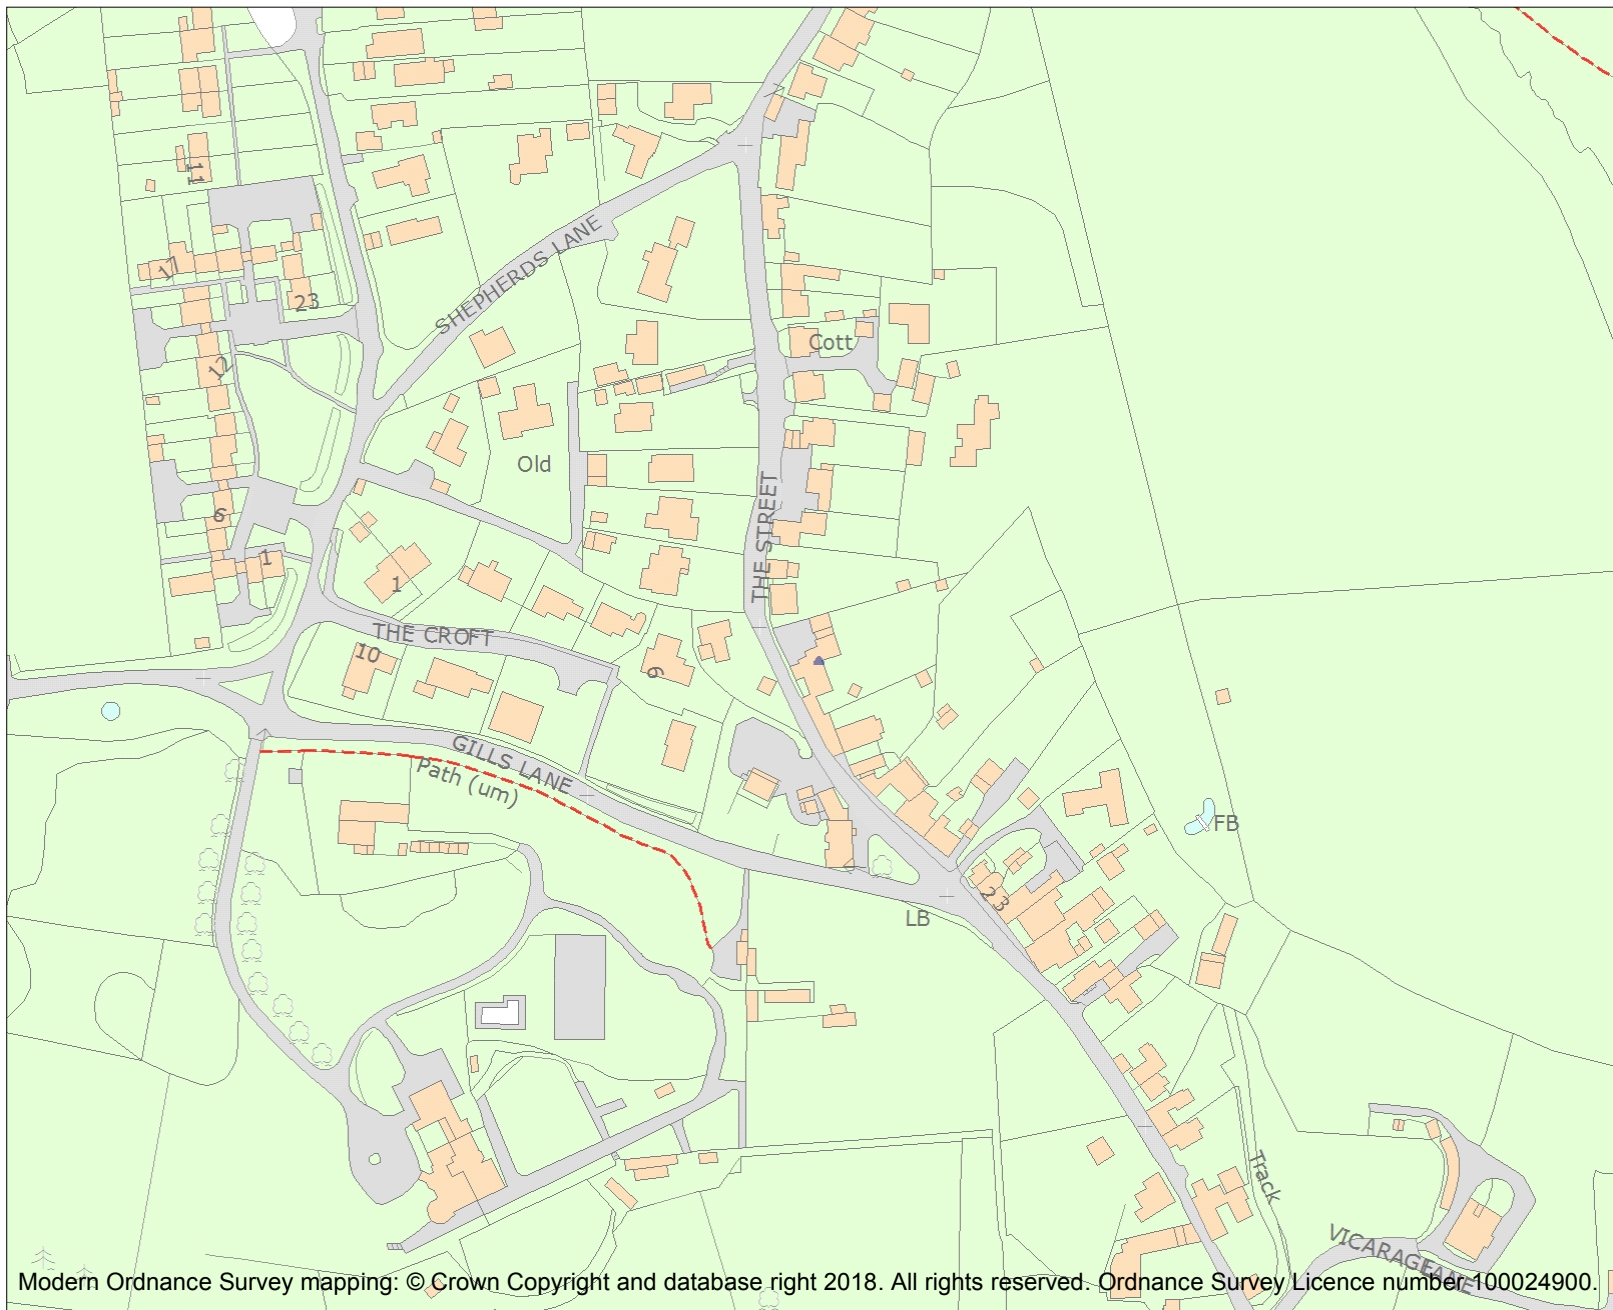 11
SHEPHERDS LANE
17
23
Cott
12
Old
THE STREET
6
1
1
THE CROFT
10
9
GILLS LANE
Path (um)
FB
23
LB
Track
VICARAGE LANE
Modern Ordnance Survey mapping: © Crown Copyright and database right 2018. All rights reserved. Ordnance Survey Licence number 100024900.